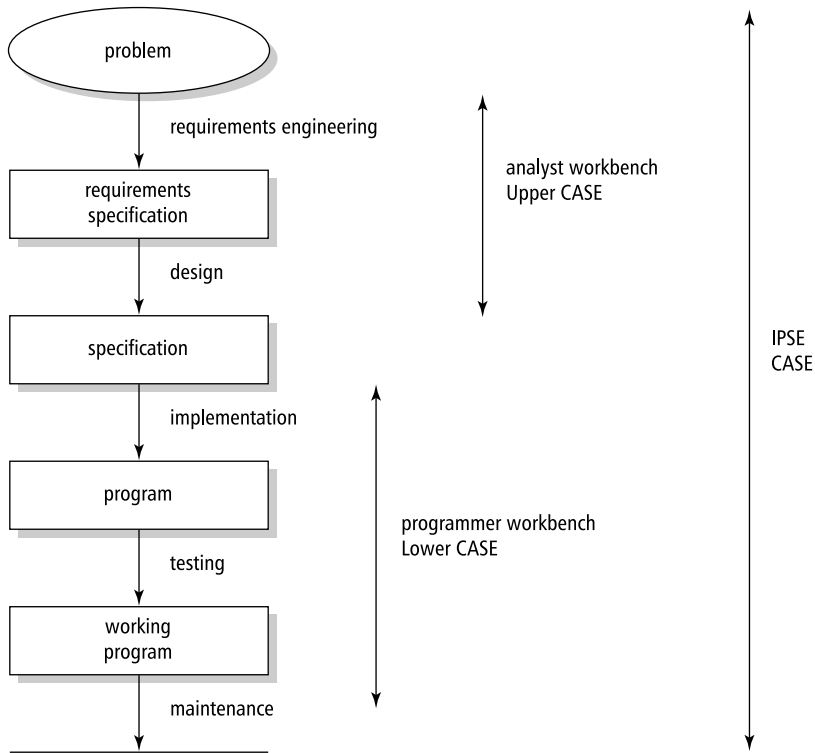 problem
requirements engineering
analyst workbench
Upper CASE
requirements
specification
design
specification
IPSE
CASE
implementation
program
programmer workbench
Lower CASE
testing
working
program
maintenance